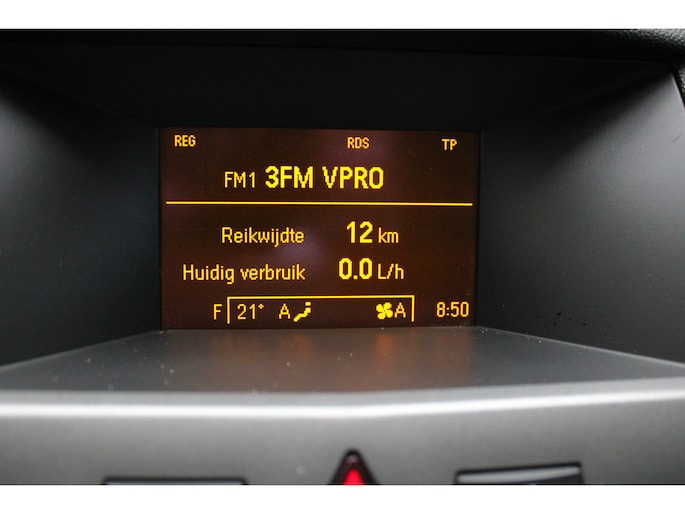 REG RDS TP
FM1 3FM VPRO
Reikwijdte 12 km
Huidig verbruik 0.0 L/h
F 21° A A 8:50